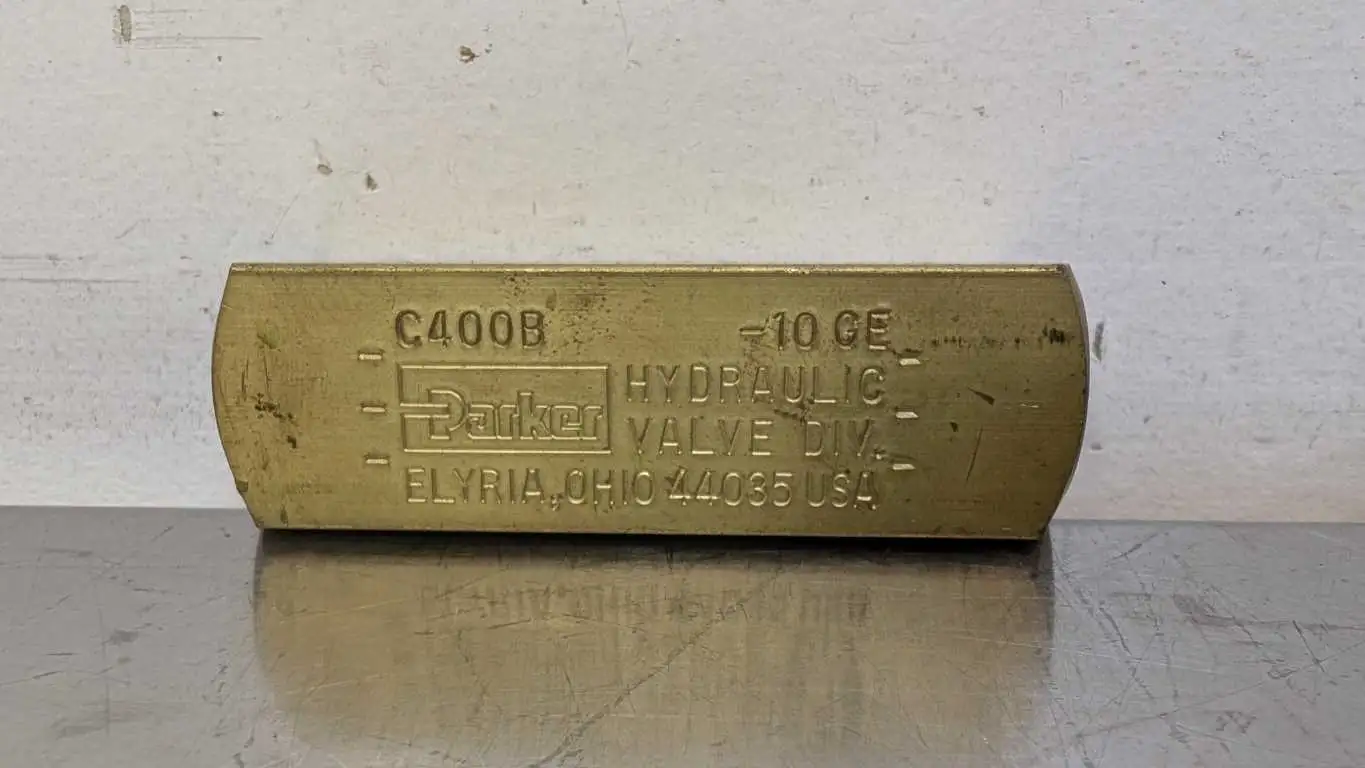 C400B -10 GE
Parker HYDRAULIC
VALVE DIV.
ELYRIA, OHIO 44035 USA